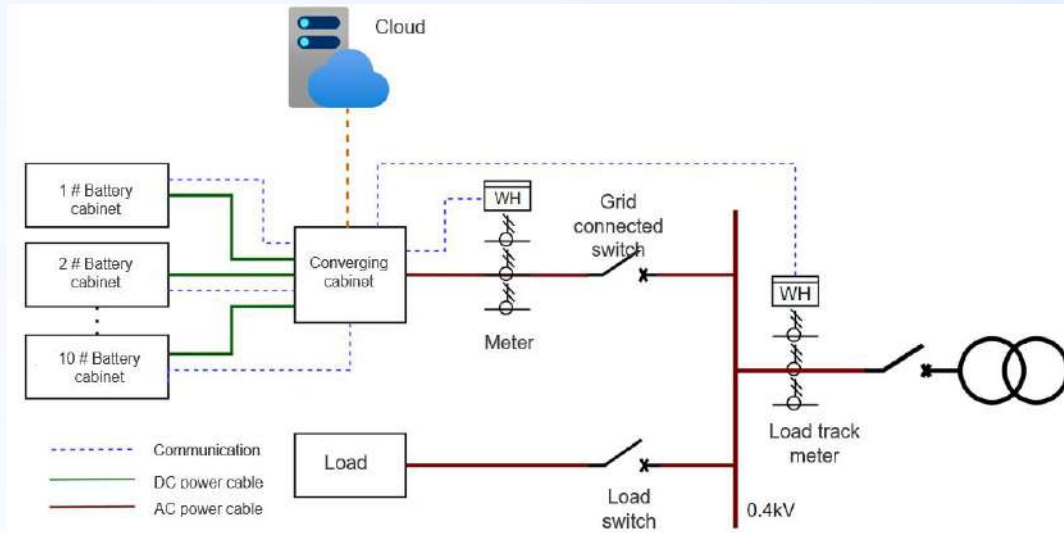 Cloud
1 # Battery
cabinet
2 # Battery
cabinet
10 # Battery
cabinet
Converging
cabinet
WH
Meter
Grid
connected
switch
WH
Load track
meter
Load
Load
switch
0.4kV
Communication
DC power cable
AC power cable